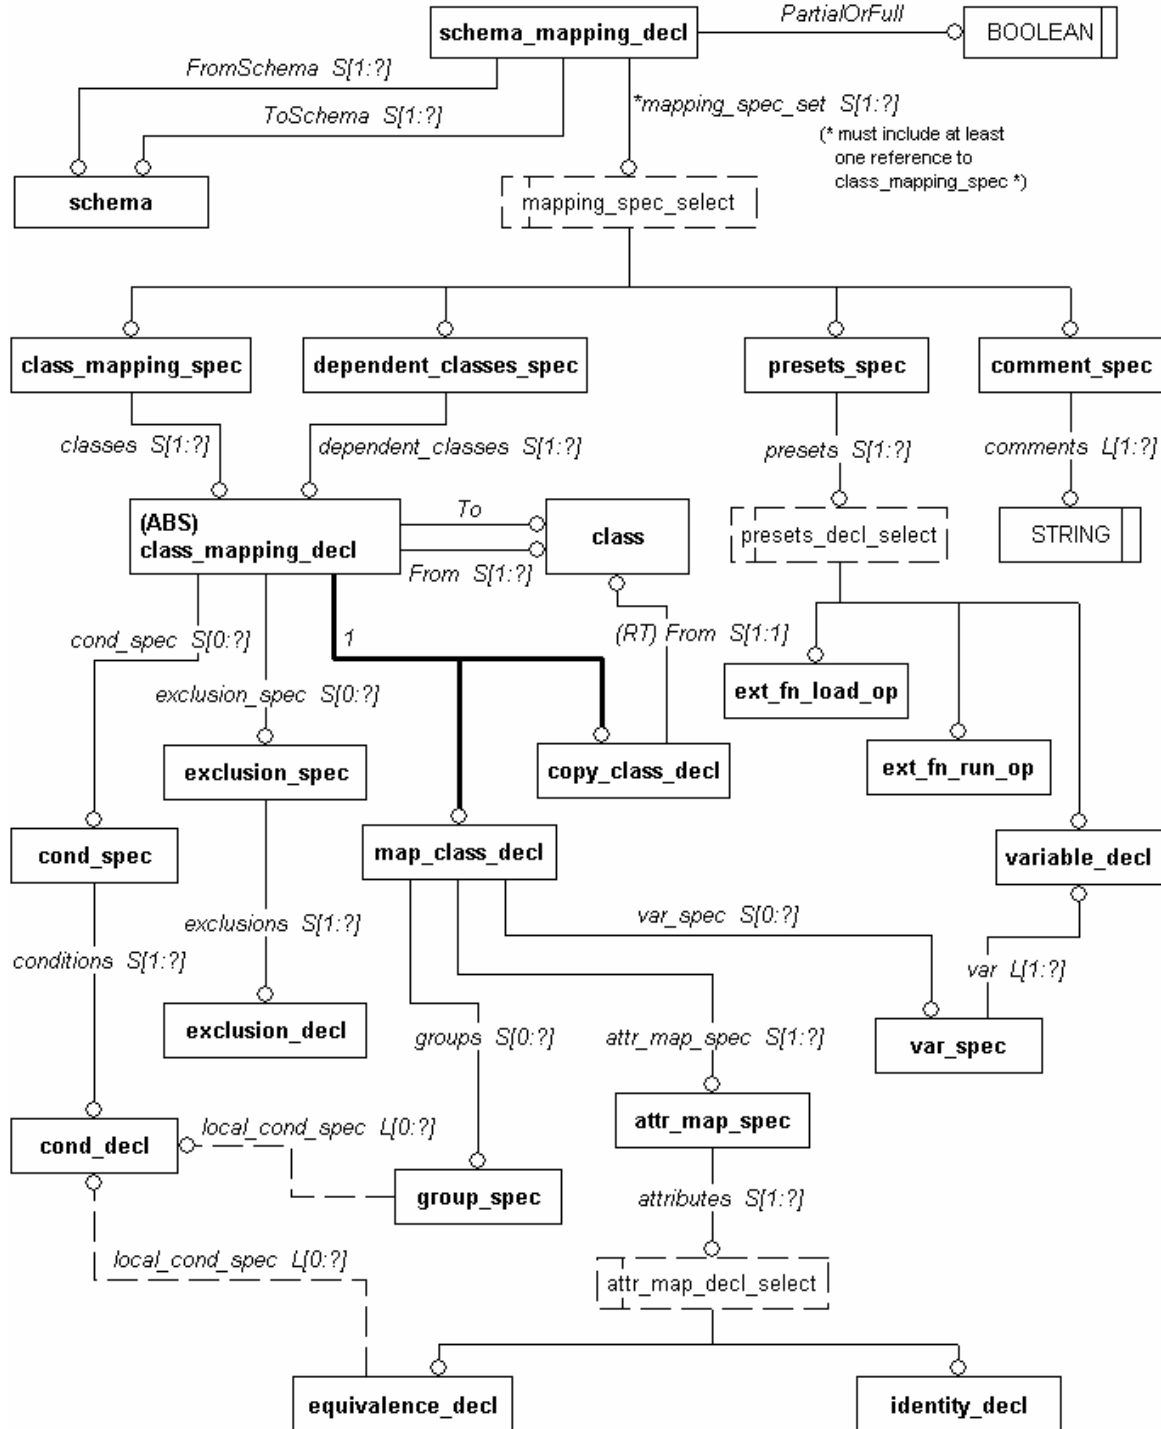 PartialOrFull
schema_mapping_decl
BOOLEAN
FromSchema S[1:?]
ToSchema S[1:?]
*mapping_spec_set S[1:?]
(* must include at least
one reference to
class_mapping_spec *)
schema
mapping_spec_select
class_mapping_spec
dependent_classes_spec
presets_spec
comment_spec
classes S[1:?]
dependent_classes S[1:?]
presets S[1:?]
comments L[1:?]
(ABS)
class_mapping_decl
To
From S[1:?]
class
presets_decl_select
STRING
cond_spec S[0:?]
1
(RT) From S[1:1]
exclusion_spec S[0:?]
ext_fn_load_op
exclusion_spec
copy_class_decl
ext_fn_run_op
cond_spec
map_class_decl
variable_decl
exclusions S[1:?]
var_spec S[0:?]
conditions S[1:?]
var L[1:?]
exclusion_decl
groups S[0:?]
attr_map_spec S[1:?]
var_spec
cond_decl
local_cond_spec L[0:?]
attr_map_spec
group_spec
attributes S[1:?]
local_cond_spec L[0:?]
attr_map_decl_select
equivalence_decl
identity_decl